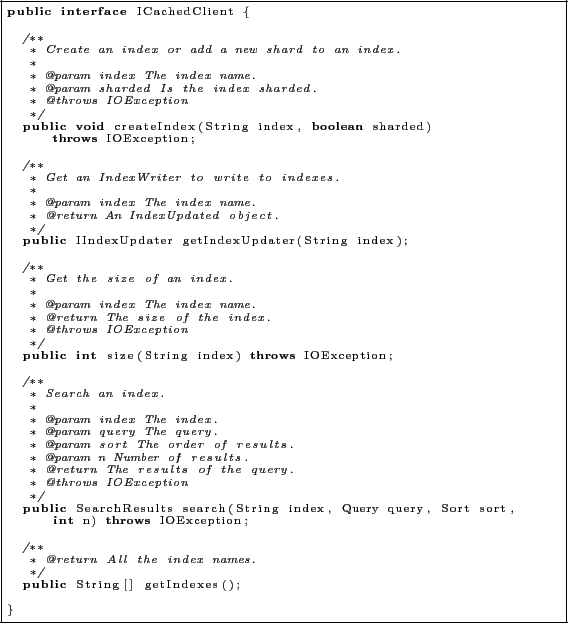 public interface ICachedClient {
/**
* Create an index or add a new shard to an index.
*
* @param index The index name.
* @param sharded Is the index sharded.
* @throws IOException
*/
public void createIndex(String index, boolean sharded)
throws IOException;
/**
* Get an IndexWriter to write to indexes.
*
* @param index The index name.
* @return An IndexUpdated object.
*/
public IIndexUpdater getIndexUpdater(String index);
/**
* Get the size of an index.
*
* @param index The index name.
* @return The size of the index.
* @throws IOException
*/
public int size(String index) throws IOException;
/**
* Search an index.
*
* @param index The index.
* @param query The query.
* @param sort The order of results.
* @param n Number of results.
* @return The results of the query.
* @throws IOException
*/
public SearchResults search(String index, Query query, Sort sort,
int n) throws IOException;
/**
* @return All the index names.
*/
public String[] getIndexes();
}